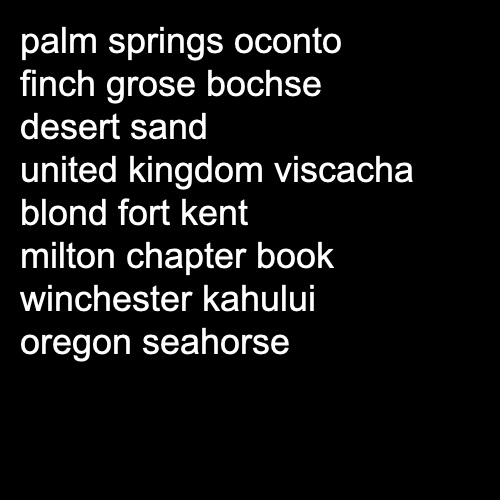 palm springs oconto
finch grose bochse
desert sand
united kingdom viscacha
blond fort kent
milton chapter book
winchester kahului
oregon seahorse